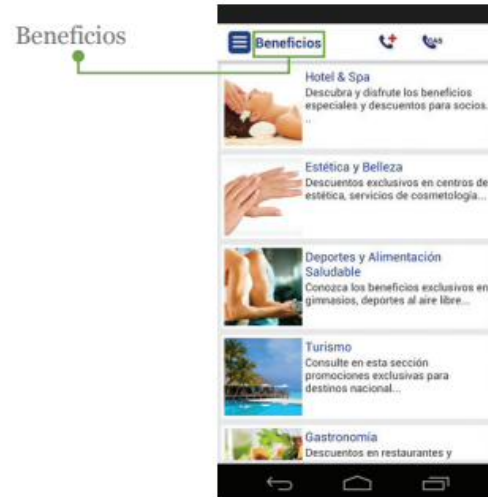 Beneficios
Beneficios
GAS
Hotel & Spa
Descubra y disfrute los beneficios
especiales y descuentos para socios.
..
Estética y Belleza
Descuentos exclusivos en centros de
estética, servicios de cosmetología...
Deportes y Alimentación
Saludable
Conozca los beneficios exclusivos en
gimnasios, deportes al aire libre...
Turismo
Consulte en esta sección
promociones exclusivas para
destinos nacional...
Gastronomía
Descuentos en restaurantes y